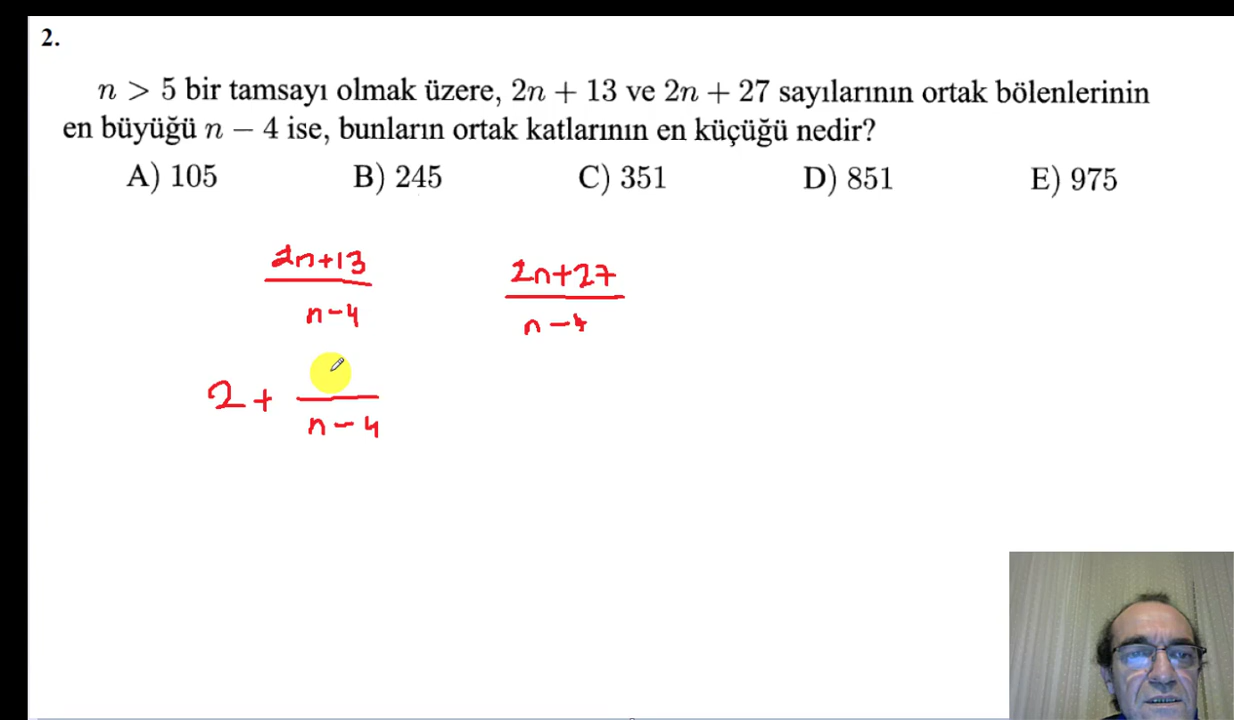 2.
n > 5 bir tamsayı olmak üzere, 2n + 13 ve 2n + 27 sayılarının ortak bölenlerinin
en büyüğü n − 4 ise, bunların ortak katlarının en küçüğü nedir?
A) 105 B) 245 C) 351 D) 851 E) 975
2n+13 2n+27
n-4 n-4
2+
n-4